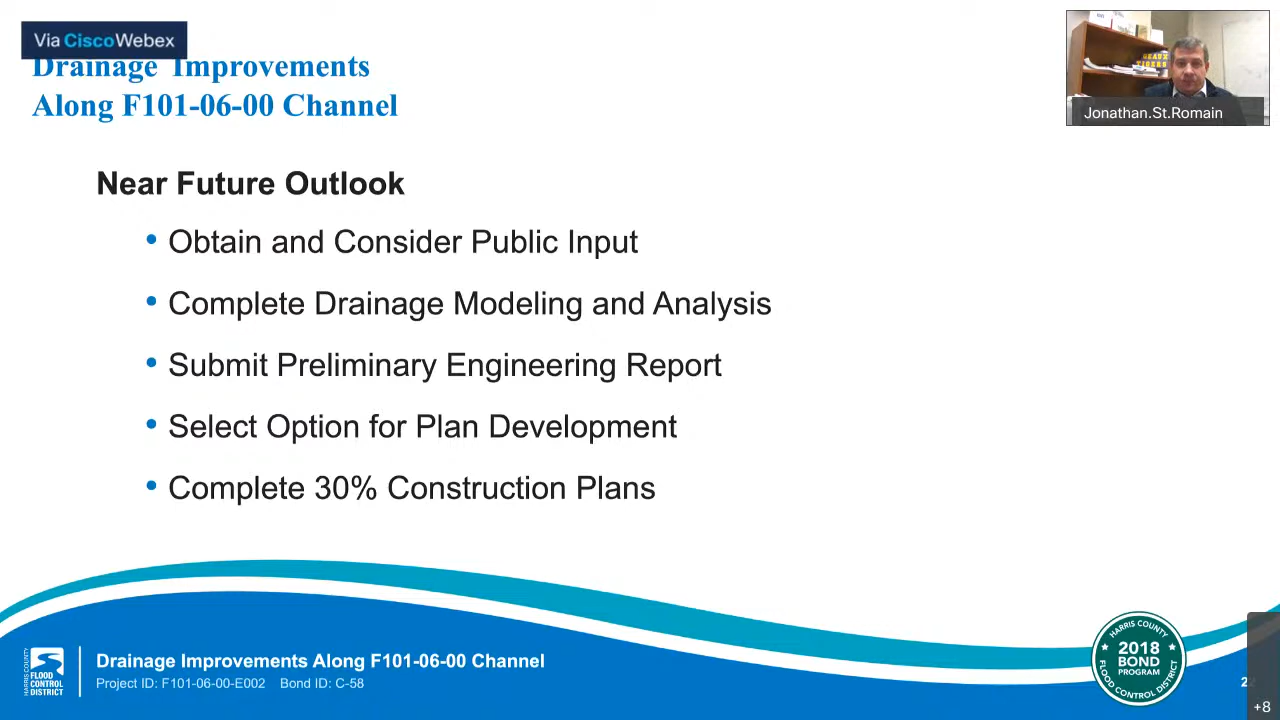 Via CiscoWebex
Drainage Improvements
Along F101-06-00 Channel
GEAUX
TIGERS
Jonathan.St.Romain
Near Future Outlook
• Obtain and Consider Public Input
• Complete Drainage Modeling and Analysis
• Submit Preliminary Engineering Report
• Select Option for Plan Development
• Complete 30% Construction Plans
HARRIS COUNTY
FLOOD
CONTROL
DISTRICT
Drainage Improvements Along F101-06-00 Channel
Project ID: F101-06-00-E002 Bond ID: C-58
HARRIS COUNTY
2018
BOND
PROGRAM
FLOOD CONTROL DISTRICT
+8